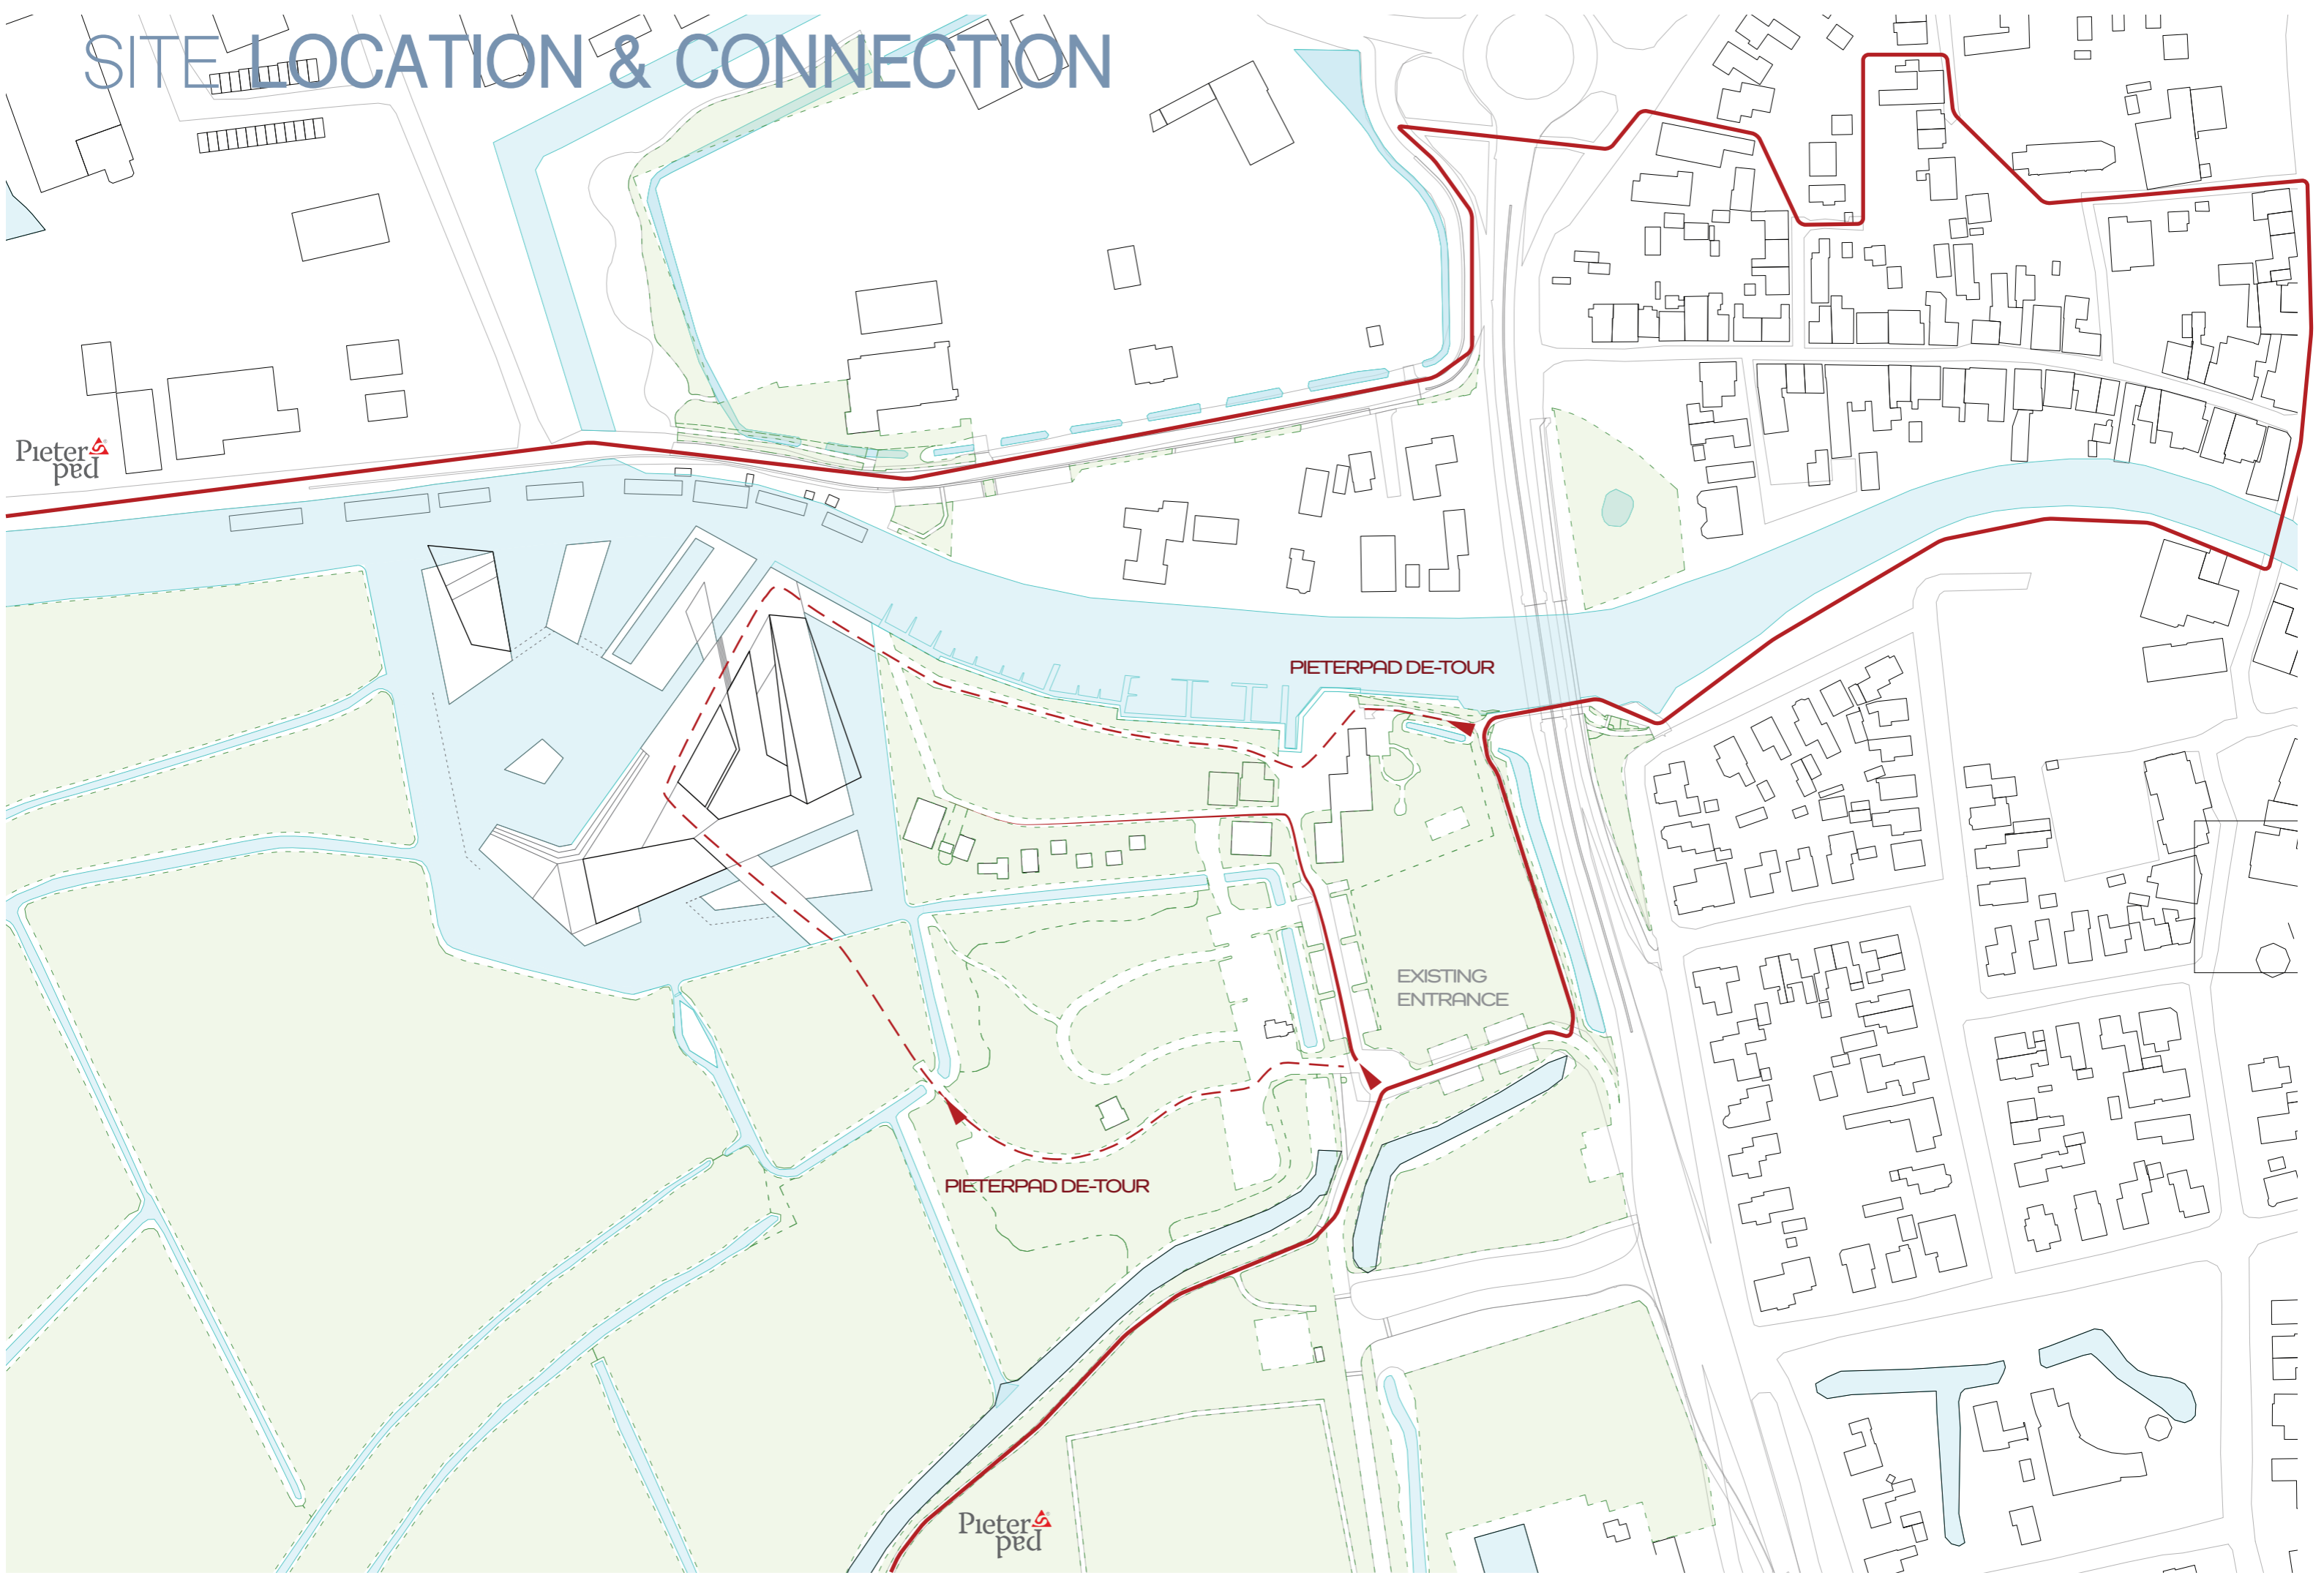 SITE LOCATION & CONNECTION
Pieter
pad
PIETERPAD DE-TOUR
EXISTING
ENTRANCE
PIETERPAD DE-TOUR
Pieter
pad